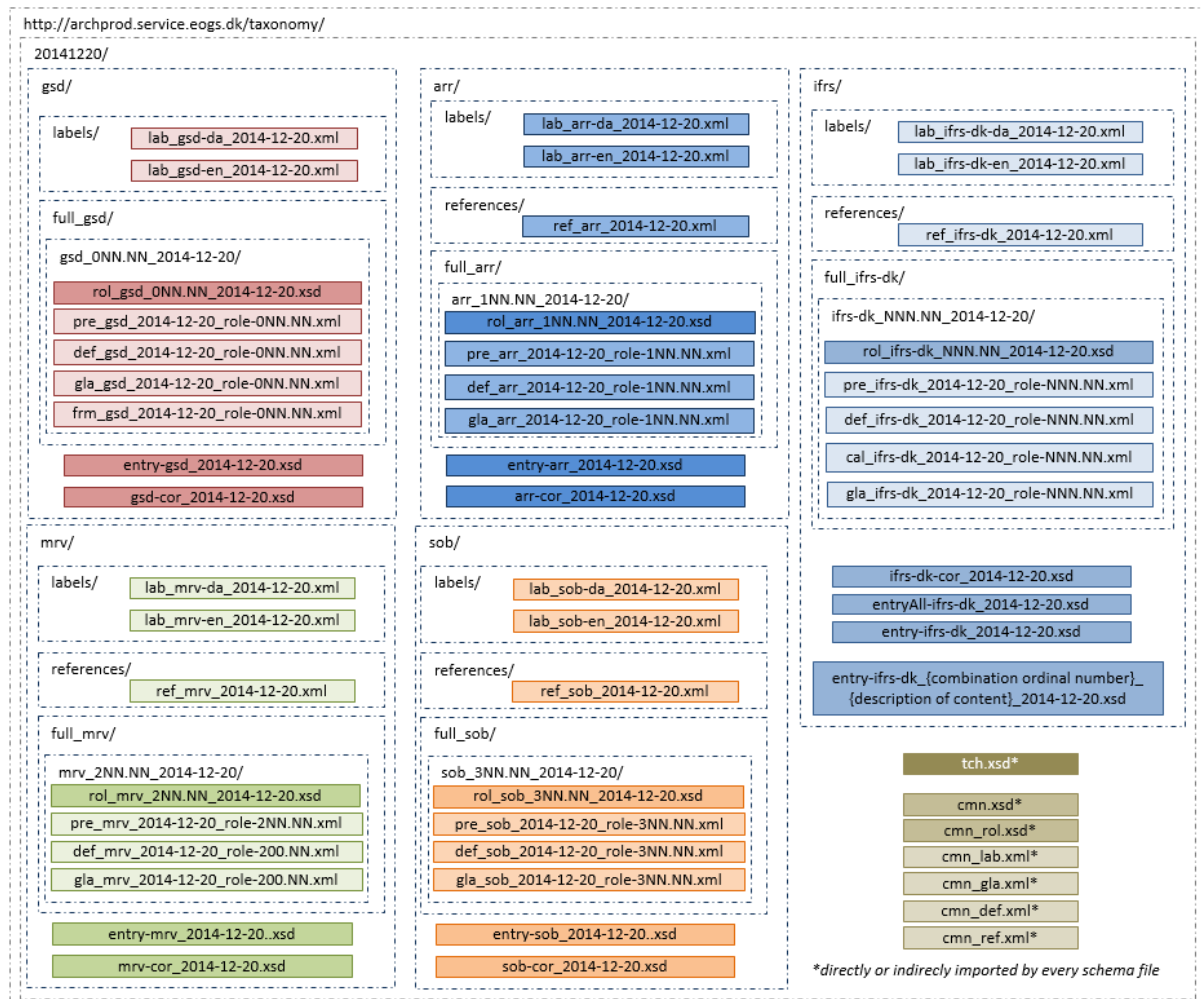 http://archprod.service.eogs.dk/taxonomy/
20141220/
gsd/
labels/
lab_gsd-da_2014-12-20.xml
lab_gsd-en_2014-12-20.xml
full_gsd/
gsd_0NN.NN_2014-12-20/
rol_gsd_0NN.NN_2014-12-20.xsd
pre_gsd_2014-12-20_role-0NN.NN.xml
def_gsd_2014-12-20_role-0NN.NN.xml
gla_gsd_2014-12-20_role-0NN.NN.xml
frm_gsd_2014-12-20_role-0NN.NN.xml
entry-gsd_2014-12-20.xsd
gsd-cor_2014-12-20.xsd
arr/
labels/
lab_arr-da_2014-12-20.xml
lab_arr-en_2014-12-20.xml
references/
ref_arr_2014-12-20.xml
full_arr/
arr_1NN.NN_2014-12-20/
rol_arr_1NN.NN_2014-12-20.xsd
pre_arr_2014-12-20_role-1NN.NN.xml
def_arr_2014-12-20_role-1NN.NN.xml
gla_arr_2014-12-20_role-1NN.NN.xml
entry-arr_2014-12-20.xsd
arr-cor_2014-12-20.xsd
ifrs/
labels/
lab_ifrs-dk-da_2014-12-20.xml
lab_ifrs-dk-en_2014-12-20.xml
references/
ref_ifrs-dk_2014-12-20.xml
full_ifrs-dk/
ifrs-dk_NNN.NN_2014-12-20/
rol_ifrs-dk_NNN.NN_2014-12-20.xsd
pre_ifrs-dk_2014-12-20_role-NNN.NN.xml
def_ifrs-dk_2014-12-20_role-NNN.NN.xml
cal_ifrs-dk_2014-12-20_role-NNN.NN.xml
gla_ifrs-dk_2014-12-20_role-NNN.NN.xml
ifrs-dk-cor_2014-12-20.xsd
entryAll-ifrs-dk_2014-12-20.xsd
entry-ifrs-dk_2014-12-20.xsd
entry-ifrs-dk_{combination ordinal number}_
{description of content}_2014-12-20.xsd
mrv/
labels/
lab_mrv-da_2014-12-20.xml
lab_mrv-en_2014-12-20.xml
references/
ref_mrv_2014-12-20.xml
full_mrv/
mrv_2NN.NN_2014-12-20/
rol_mrv_2NN.NN_2014-12-20.xsd
pre_mrv_2014-12-20_role-2NN.NN.xml
def_mrv_2014-12-20_role-200.NN.xml
gla_mrv_2014-12-20_role-200.NN.xml
entry-mrv_2014-12-20..xsd
mrv-cor_2014-12-20.xsd
sob/
labels/
lab_sob-da_2014-12-20.xml
lab_sob-en_2014-12-20.xml
references/
ref_sob_2014-12-20.xml
full_sob/
sob_3NN.NN_2014-12-20/
rol_sob_3NN.NN_2014-12-20.xsd
pre_sob_2014-12-20_role-3NN.NN.xml
def_sob_2014-12-20_role-3NN.NN.xml
gla_sob_2014-12-20_role-3NN.NN.xml
entry-sob_2014-12-20..xsd
sob-cor_2014-12-20.xsd
tch.xsd*
cmn.xsd*
cmn_rol.xsd*
cmn_lab.xml*
cmn_gla.xml*
cmn_def.xml*
cmn_ref.xml*
*directly or indirecly imported by every schema file